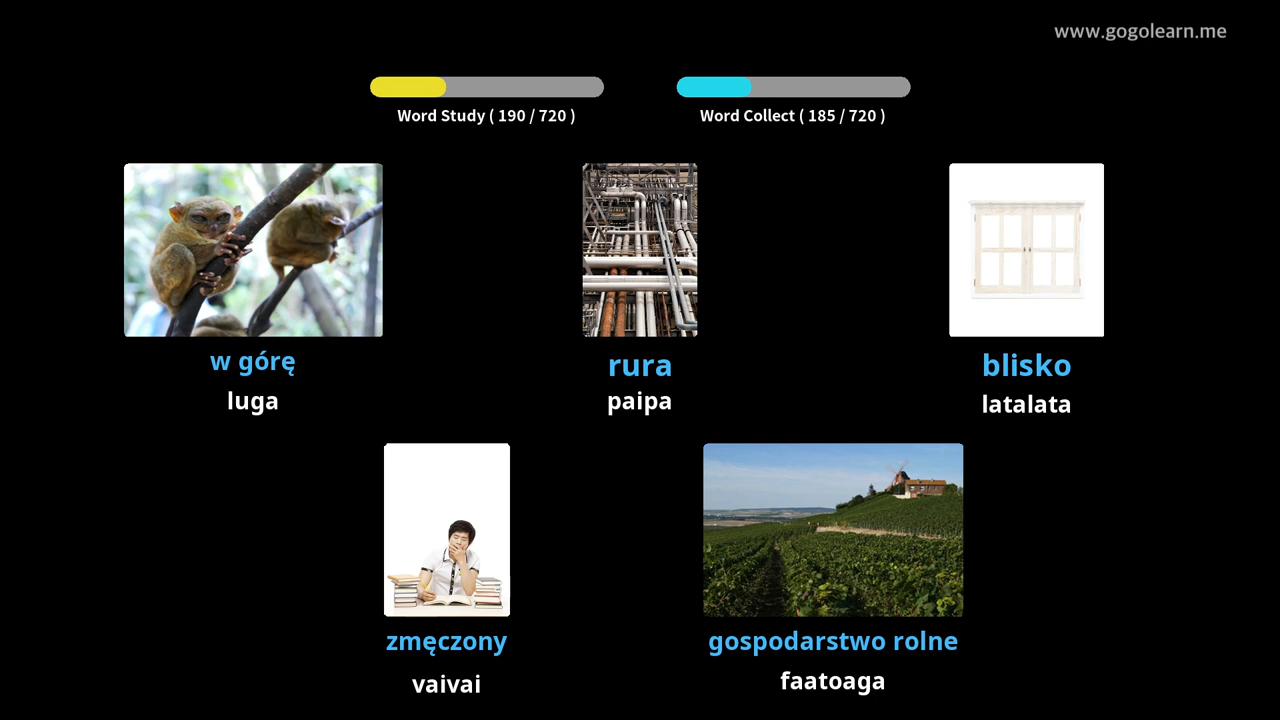 www.gogolearn.me
Word Study ( 190 / 720 )
Word Collect ( 185 / 720 )
w górę
luga
rura
paipa
blisko
latalata
zmęczony
vaivai
gospodarstwo rolne
faatoaga